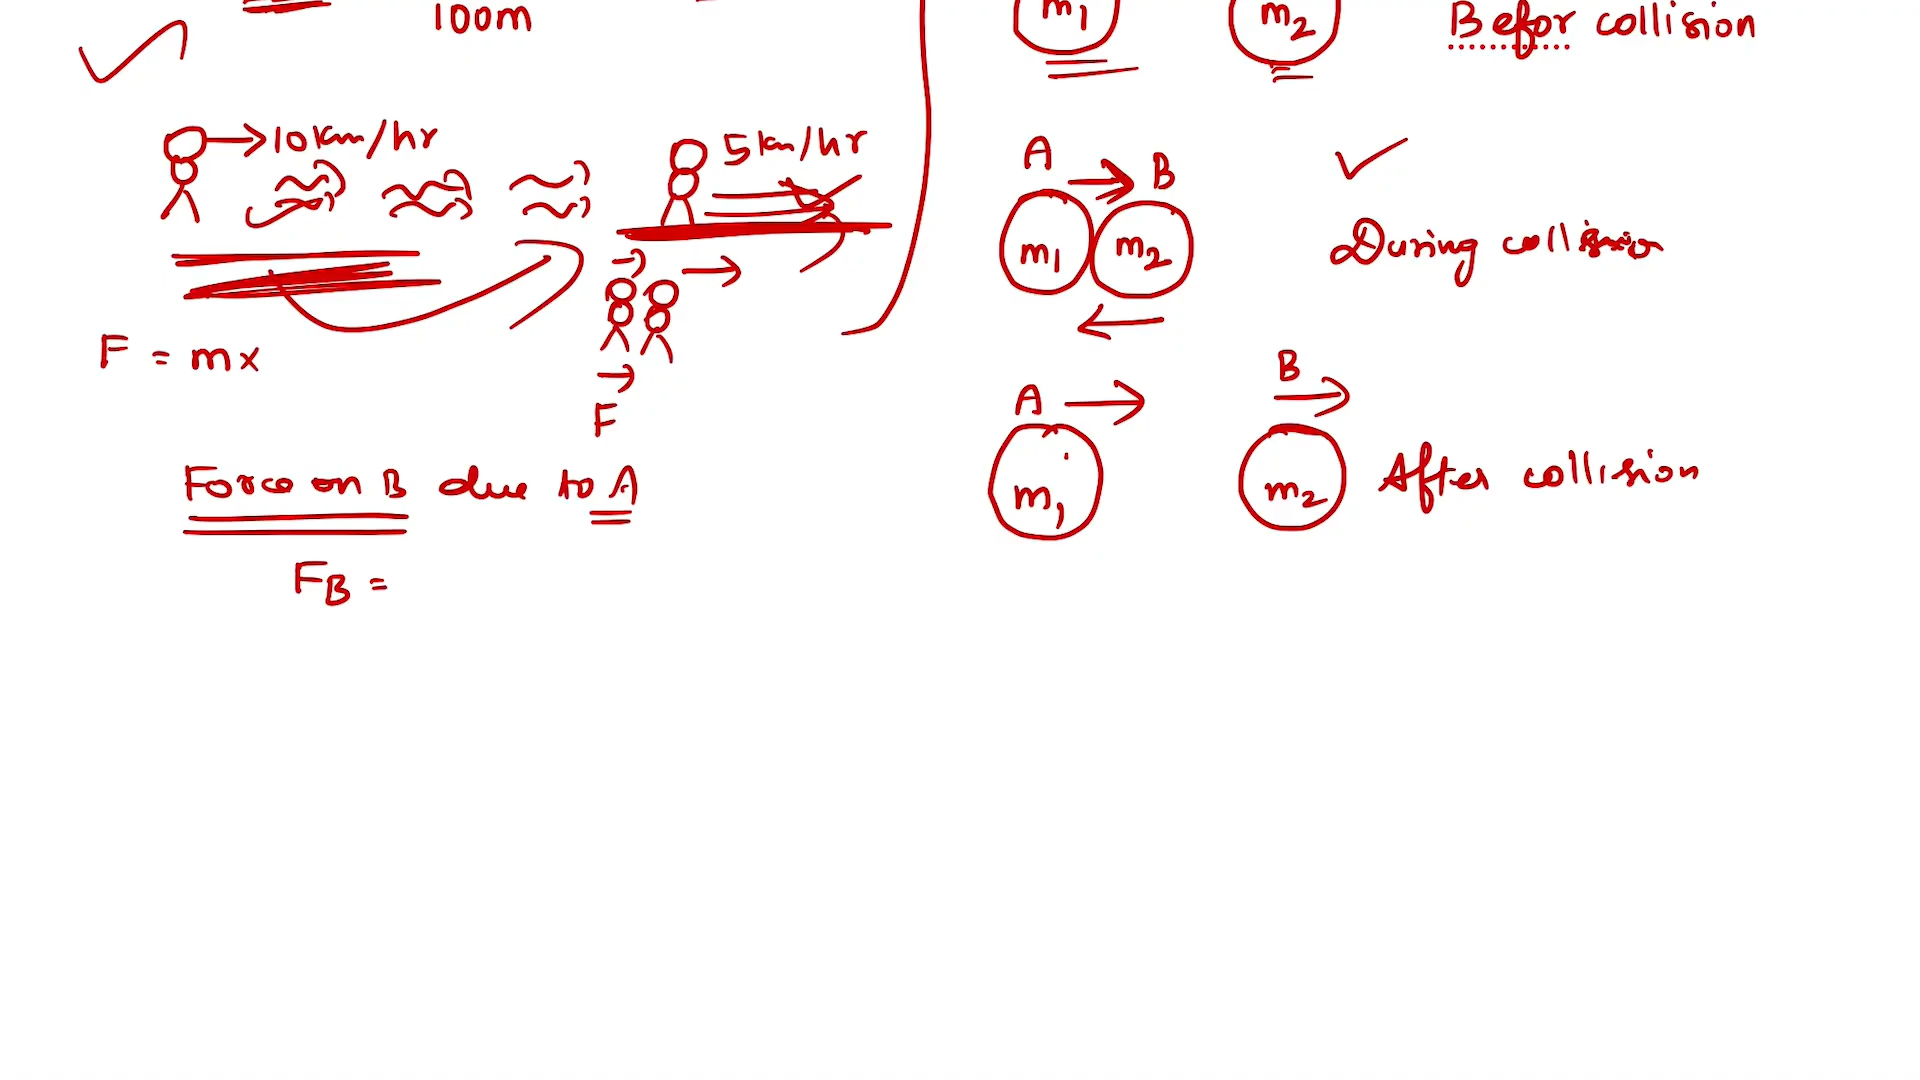 100m
10km/hr
5km/hr
F = mx
F
Force on B due to A
FB =
m1 m2 Befor collision
A B
m1 m2 During collision
A B
m1 m2 After collision